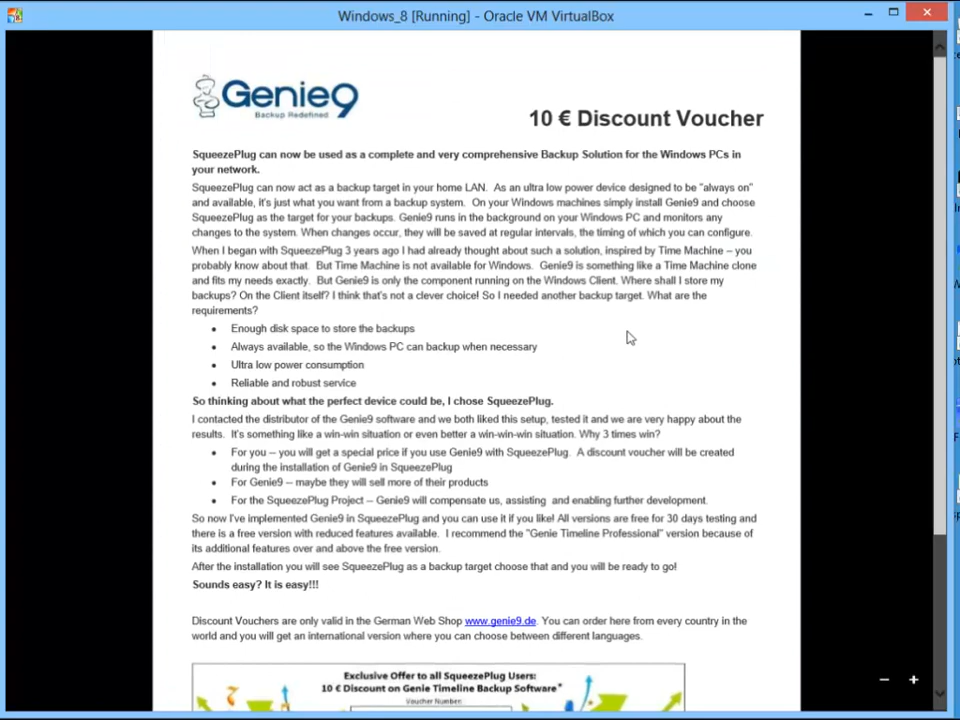 Windows_8 [Running] - Oracle VM VirtualBox
Genie9
Backup Redefined
10 € Discount Voucher
SqueezePlug can now be used as a complete and very comprehensive Backup Solution for the Windows PCs in
your network.
SqueezePlug can now act as a backup target in your home LAN. As an ultra low power device designed to be "always on"
and available, it's just what you want from a backup system. On your Windows machines simply install Genie9 and choose
SqueezePlug as the target for your backups. Genie9 runs in the background on your Windows PC and monitors any
changes to the system. When changes occur, they will be saved at regular intervals, the timing of which you can configure.
When I began with SqueezePlug 3 years ago I had already thought about such a solution, inspired by Time Machine – you
probably know about that. But Time Machine is not available for Windows. Genie9 is something like a Time Machine clone
and fits my needs exactly. But Genie9 is only the component running on the Windows Client. Where shall I store my
backups? On the Client itself? I think that's not a clever choice! So I needed another backup target. What are the
requirements?
• Enough disk space to store the backups
• Always available, so the Windows PC can backup when necessary
• Ultra low power consumption
• Reliable and robust service
So thinking about what the perfect device could be, I chose SqueezePlug.
I contacted the distributor of the Genie9 software and we both liked this setup, tested it and we are very happy about the
results. It's something like a win-win situation or even better a win-win-win situation. Why 3 times win?
• For you – you will get a special price if you use Genie9 with SqueezePlug. A discount voucher will be created
during the installation of Genie9 in SqueezePlug
• For Genie9 – maybe they will sell more of their products
• For the SqueezePlug Project – Genie9 will compensate us, assisting and enabling further development.
So now I've implemented Genie9 in SqueezePlug and you can use it if you like! All versions are free for 30 days testing and
there is a free version with reduced features available. I recommend the "Genie Timeline Professional" version because of
its additional features over and above the free version.
After the installation you will see SqueezePlug as a backup target choose that and you will be ready to go!
Sounds easy? It is easy!!!
Discount Vouchers are only valid in the German Web Shop www.genie9.de. You can order here from every country in the
world and you will get an international version where you can choose between different languages.
Exclusive Offer to all SqueezePlug Users:
10 € Discount on Genie Timeline Backup Software*
Voucher Number: